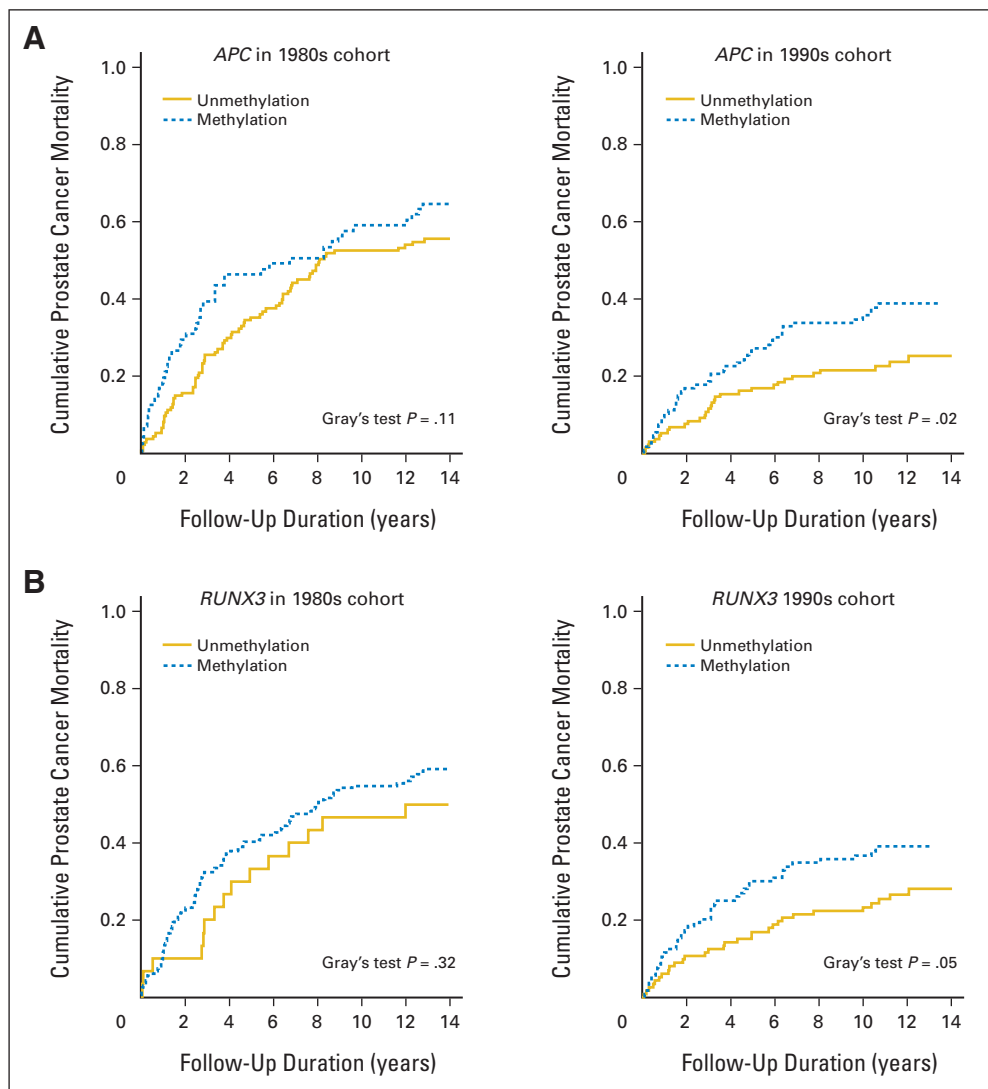 A
APC in 1980s cohort
Unmethylation
Methylation
Cumulative Prostate Cancer Mortality
1.0
0.8
0.6
0.4
0.2
Gray's test P = .11
0 2 4 6 8 10 12 14
Follow-Up Duration (years)
APC in 1990s cohort
Unmethylation
Methylation
Cumulative Prostate Cancer Mortality
1.0
0.8
0.6
0.4
0.2
Gray's test P = .02
0 2 4 6 8 10 12 14
Follow-Up Duration (years)
B
RUNX3 in 1980s cohort
Unmethylation
Methylation
Cumulative Prostate Cancer Mortality
1.0
0.8
0.6
0.4
0.2
Gray's test P = .32
0 2 4 6 8 10 12 14
Follow-Up Duration (years)
RUNX3 1990s cohort
Unmethylation
Methylation
Cumulative Prostate Cancer Mortality
1.0
0.8
0.6
0.4
0.2
Gray's test P = .05
0 2 4 6 8 10 12 14
Follow-Up Duration (years)